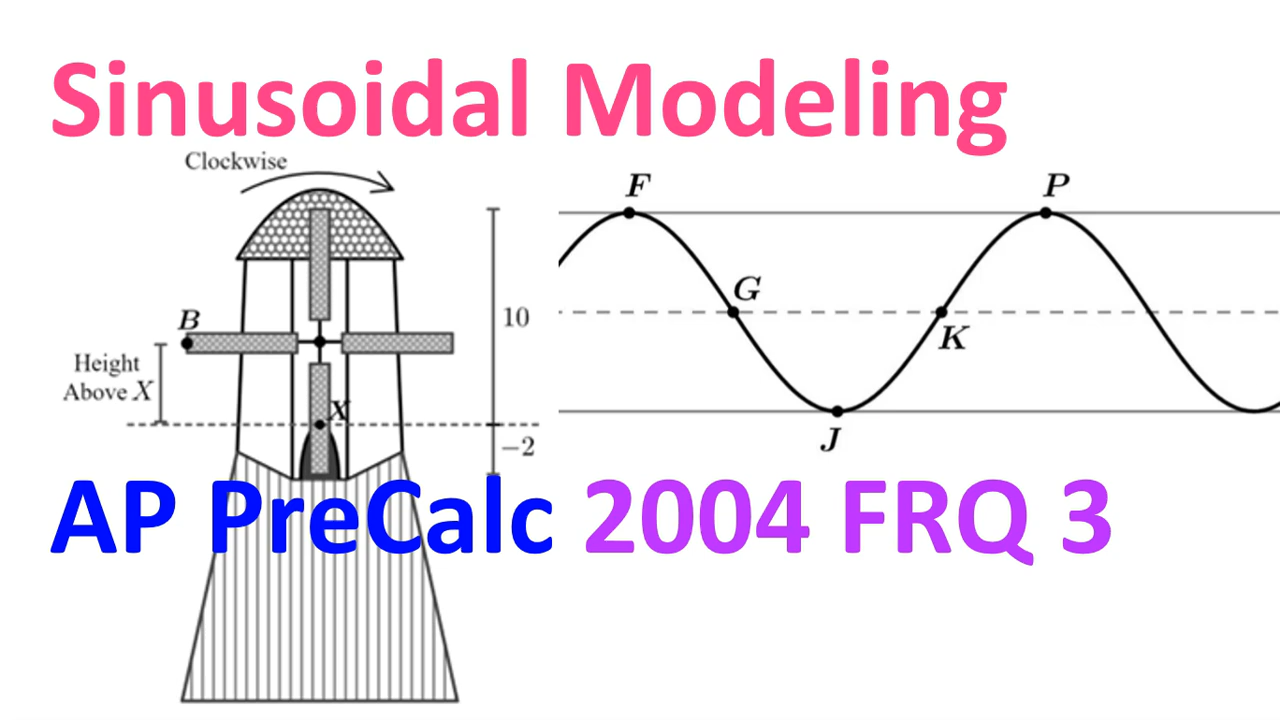 Sinusoidal Modeling
Clockwise
B
Height
Above X
X
10
−2
F
G
J
K
P
AP PreCalc 2004 FRQ 3